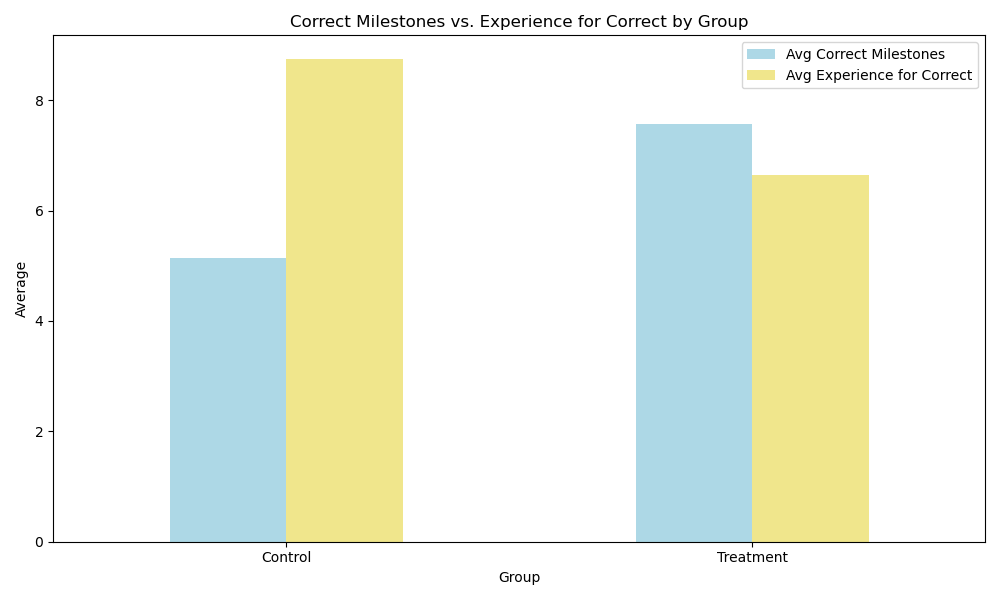 Correct Milestones vs. Experience for Correct by Group
Avg Correct Milestones
Avg Experience for Correct
Average
8
6
4
2
0
Control
Treatment
Group